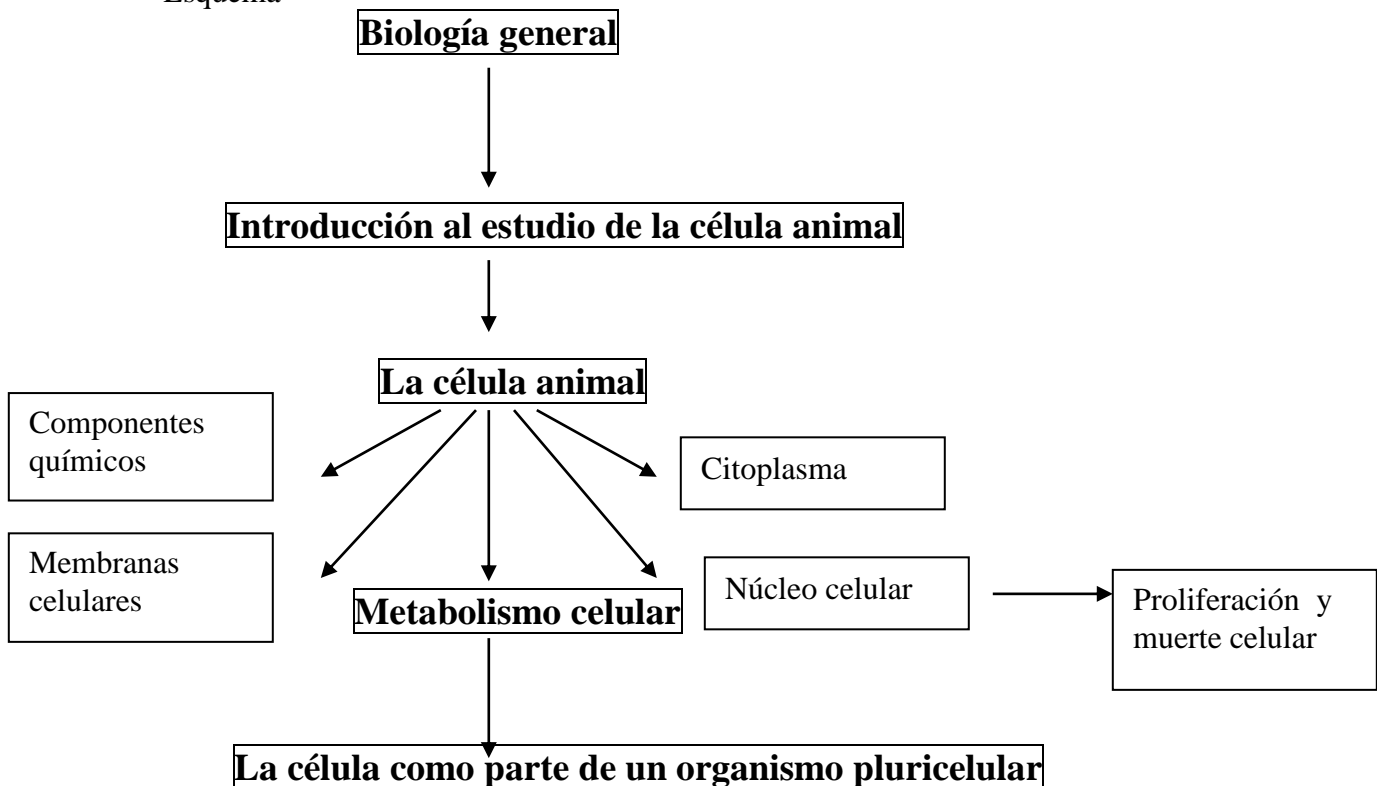 Esquema
Biología general
Introducción al estudio de la célula animal
La célula animal
Componentes
químicos
Citoplasma
Membranas
celulares
Metabolismo celular
Núcleo celular
Proliferación y
muerte celular
La célula como parte de un organismo pluricelular